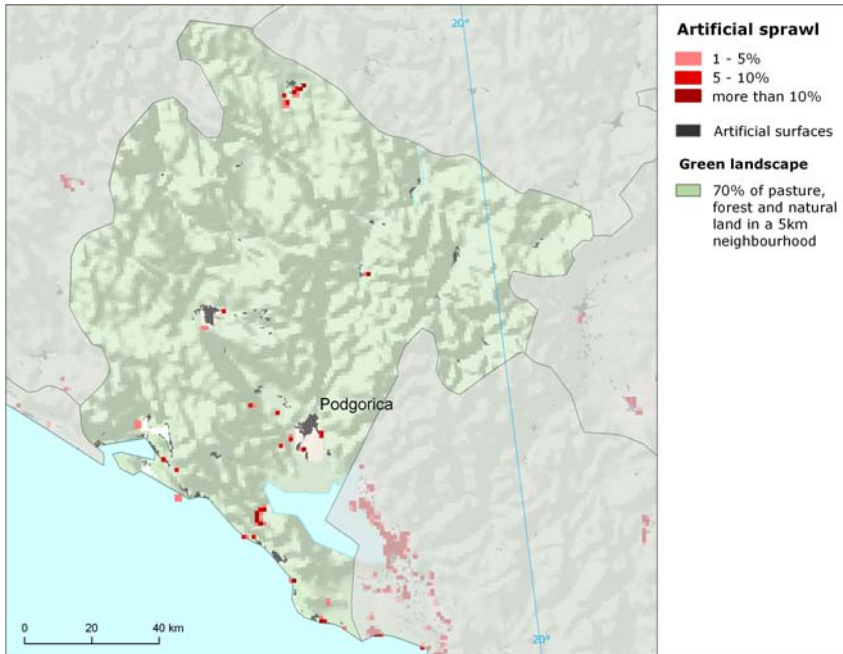 20°
Podgorica
20°
0 20 40 km
Artificial sprawl
1 - 5%
5 - 10%
more than 10%
Artificial surfaces
Green landscape
70% of pasture,
forest and natural
land in a 5km
neighbourhood